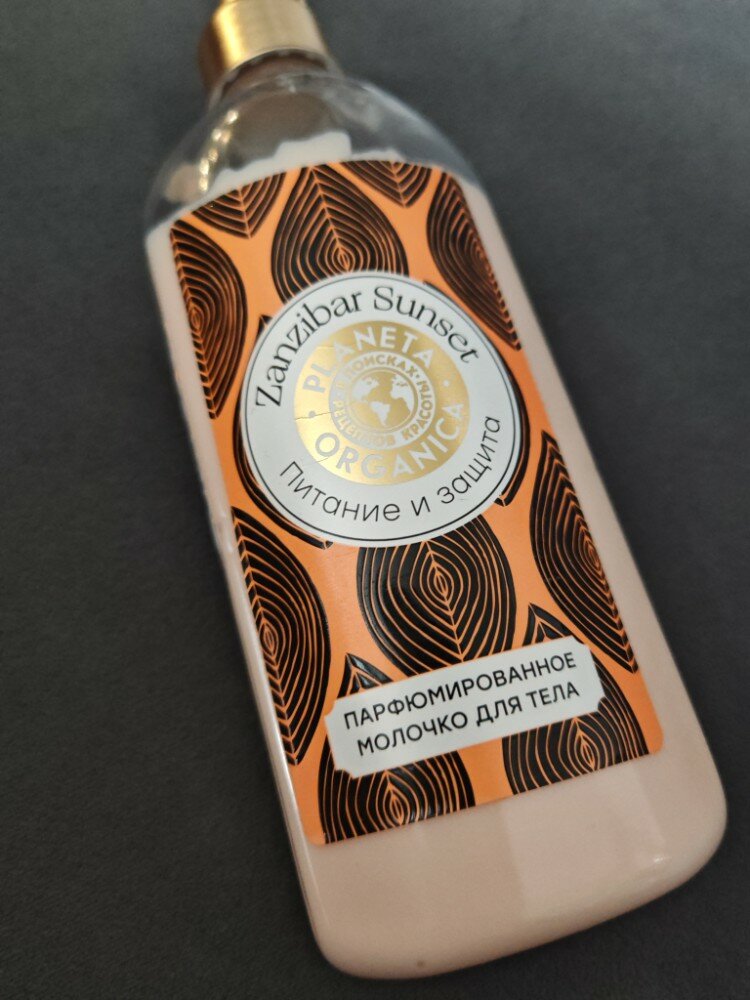 Zanzibar Sunset
PLANETA
В ПОИСКАХ
РЕЦЕПТОВ КРАСОТЫ
ORGANICA
Питание и защита
ПАРФЮМИРОВАННОЕ
МОЛОЧКО ДЛЯ ТЕЛА